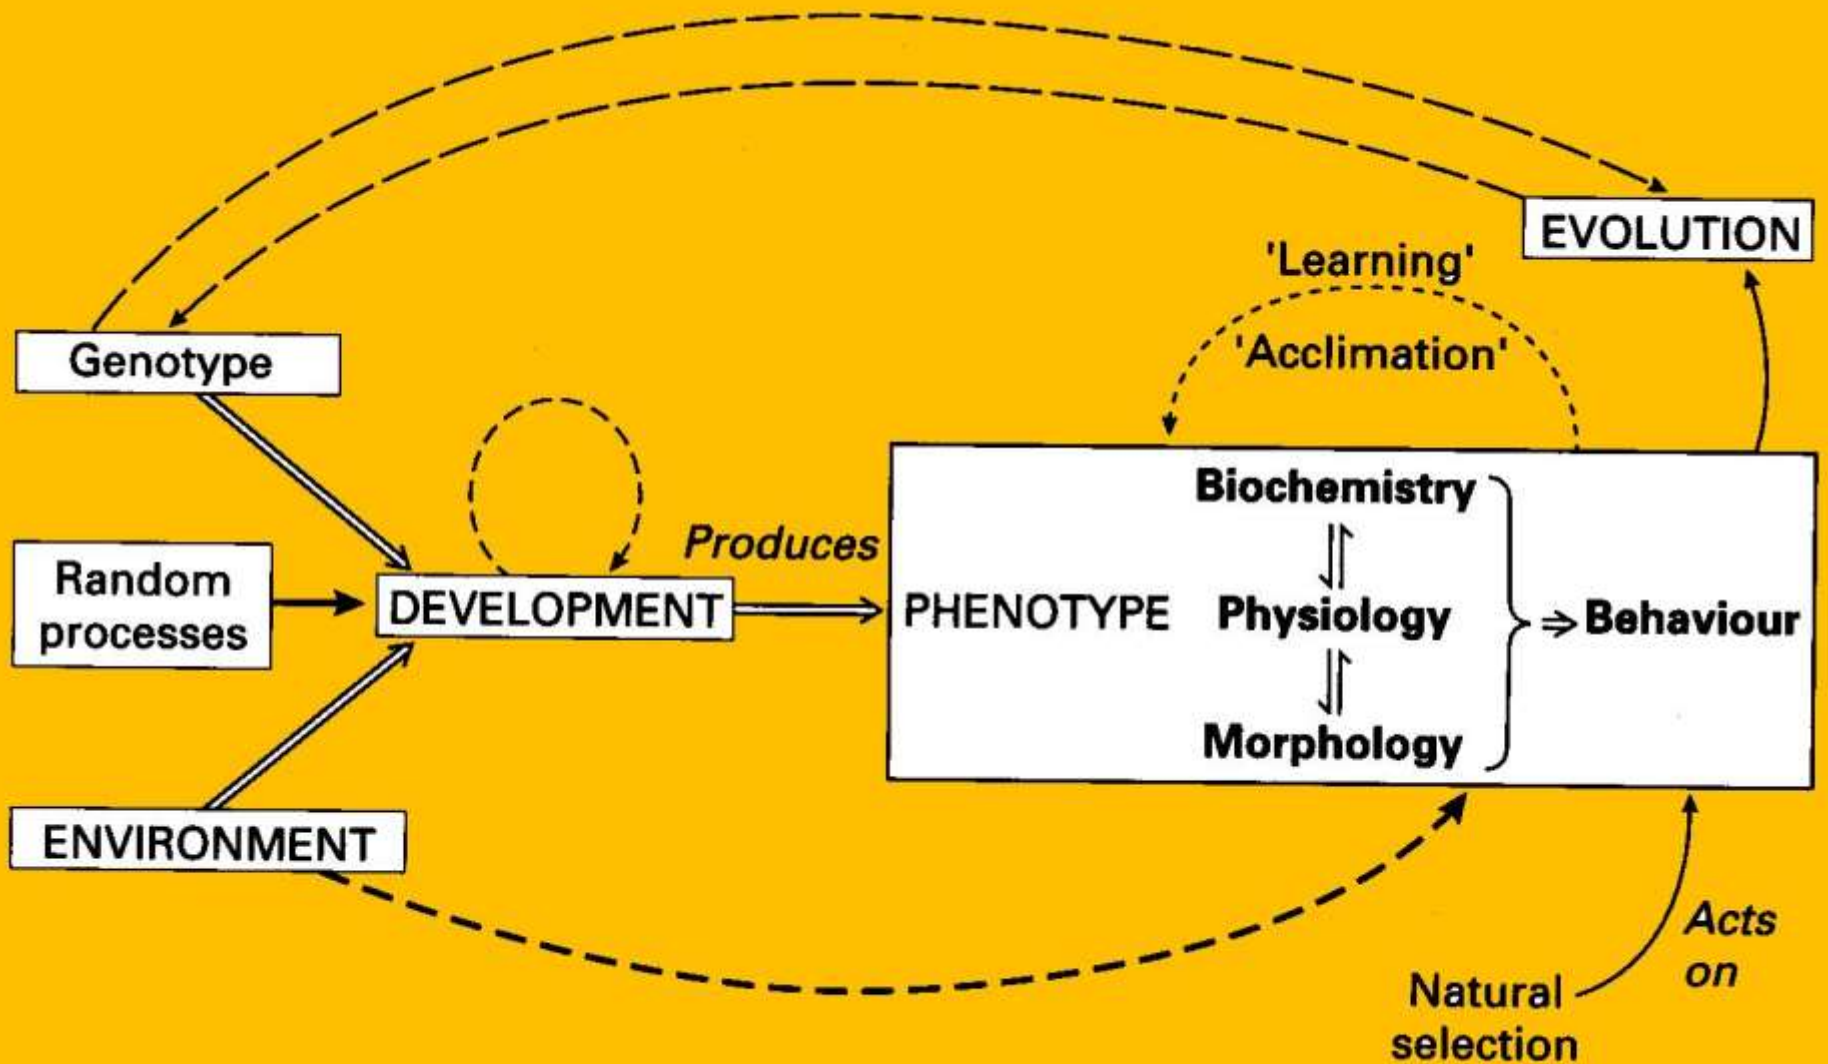 EVOLUTION
'Learning'
'Acclimation'
Genotype
Biochemistry
Produces
Random
processes
DEVELOPMENT
PHENOTYPE
Physiology
Behaviour
Morphology
ENVIRONMENT
Acts
on
Natural
selection